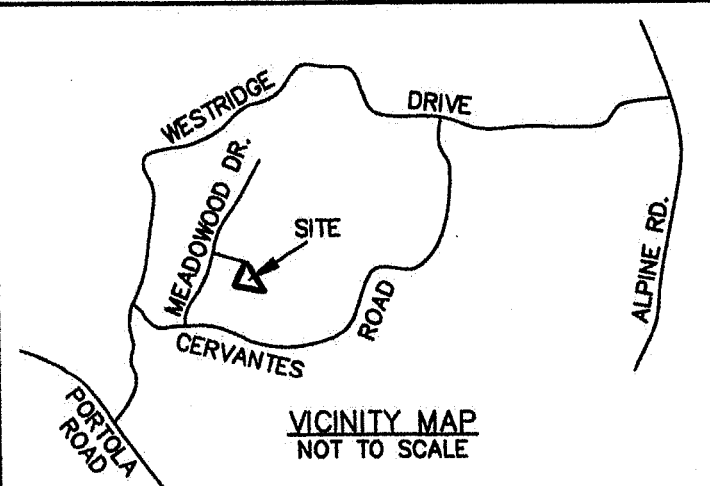 WESTRIDGE
DRIVE
MEADOWOOD DR.
SITE
ALPINE RD.
ROAD
CERVANTES
PORTOLA
ROAD
VICINITY MAP
NOT TO SCALE